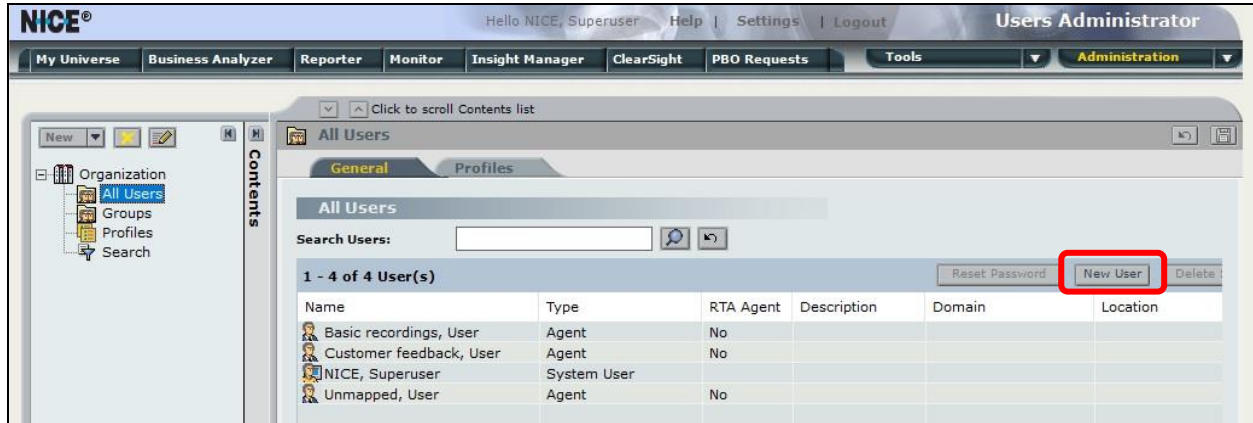 NICE®
Hello NICE, Superuser Help | Settings | Logout
Users Administrator
My Universe Business Analyzer Reporter Monitor Insight Manager ClearSight PBO Requests Tools Administration
Click to scroll Contents list
New
Contents
All Users
General Profiles
Organization
All Users
Groups
Profiles
Search
All Users
Search Users:
1 - 4 of 4 User(s) Reset Password New User Delete
Name Type RTA Agent Description Domain Location
Basic recordings, User Agent No
Customer feedback, User Agent No
NICE, Superuser System User
Unmapped, User Agent No